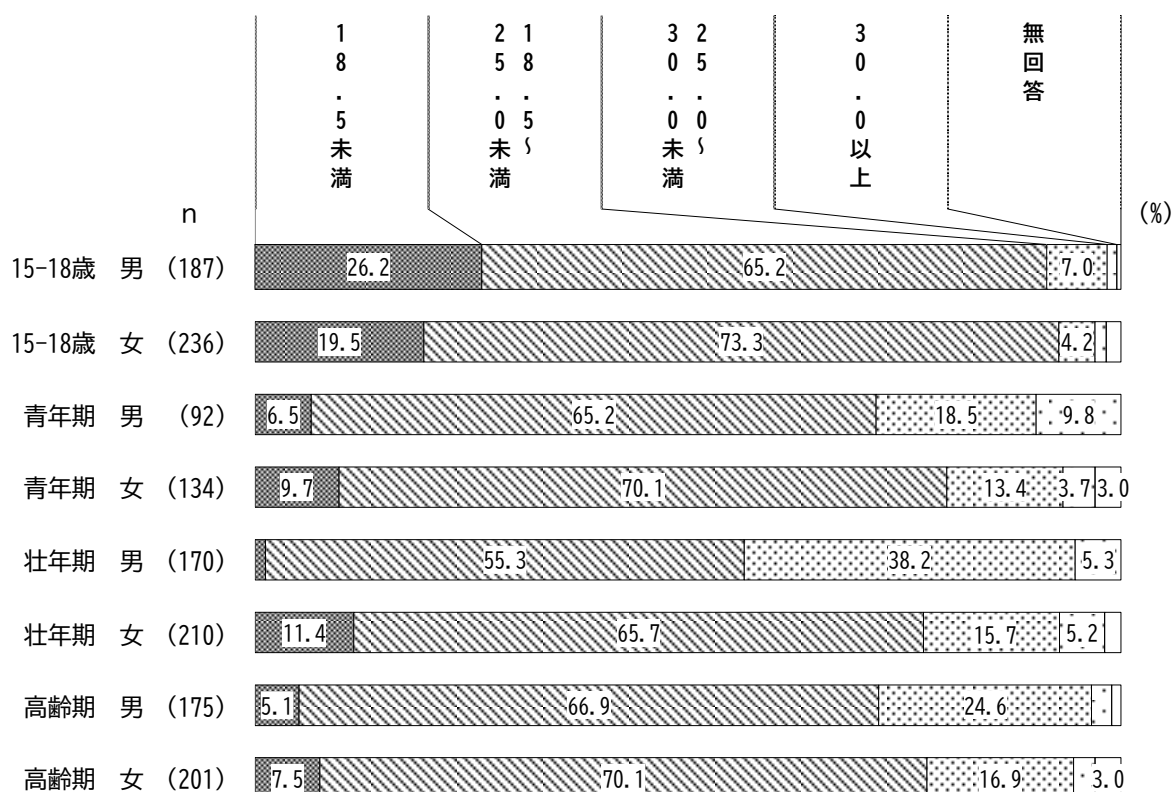 18.5未満
18.5～25.0未満
25.0～30.0未満
30.0以上
無回答
n
(%)
15-18歳 男 (187) 26.2 65.2 7.0
15-18歳 女 (236) 19.5 73.3 4.2
青年期 男 (92) 6.5 65.2 18.5 9.8
青年期 女 (134) 9.7 70.1 13.4 3.7 3.0
壮年期 男 (170) 55.3 38.2 5.3
壮年期 女 (210) 11.4 65.7 15.7 5.2
高齢期 男 (175) 5.1 66.9 24.6
高齢期 女 (201) 7.5 70.1 16.9 3.0